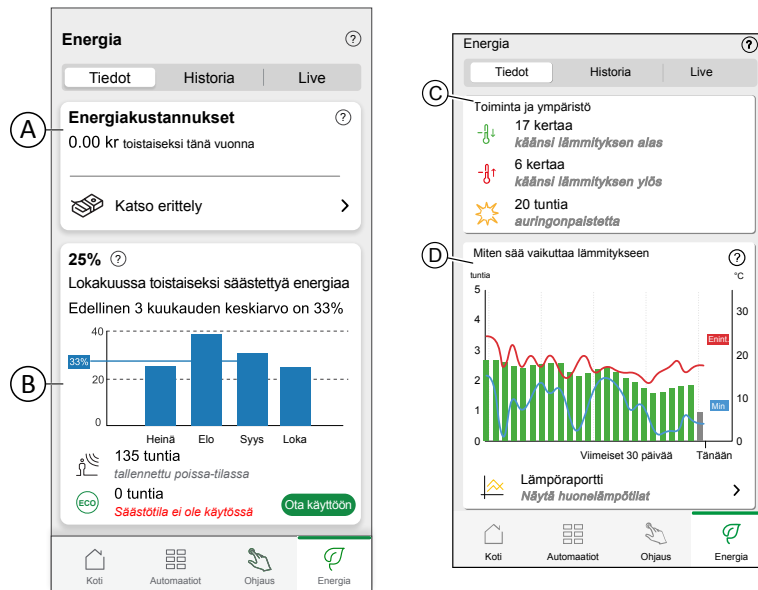 Energia
?
Tiedot Historia Live
A
Energiakustannukset
?
0.00 kr toistaiseksi tänä vuonna
Katso erittely
B
25% ?
Lokakuussa toistaiseksi säästettyä energiaa
Edellinen 3 kuukauden keskiarvo on 33%
40
33%
20
0
Heinä Elo Syys Loka
135 tuntia
tallennettu poissa-tilassa
ECO
0 tuntia
Säästötila ei ole käytössä
Ota käyttöön
Koti Automaatiot Ohjaus Energia
Energia
?
Tiedot Historia Live
C
Toiminta ja ympäristö
17 kertaa
käänsi lämmityksen alas
6 kertaa
käänsi lämmityksen ylös
20 tuntia
auringonpaistetta
D
Miten sää vaikuttaa lämmitykseen
?
tuntia °C
5
4
3
2
1
0
30
20
10
0
Enint
Min
Viimeiset 30 päivää Tänään
Lämpöraportti
Näytä huonelämpötilat
Koti Automaatiot Ohjaus Energia